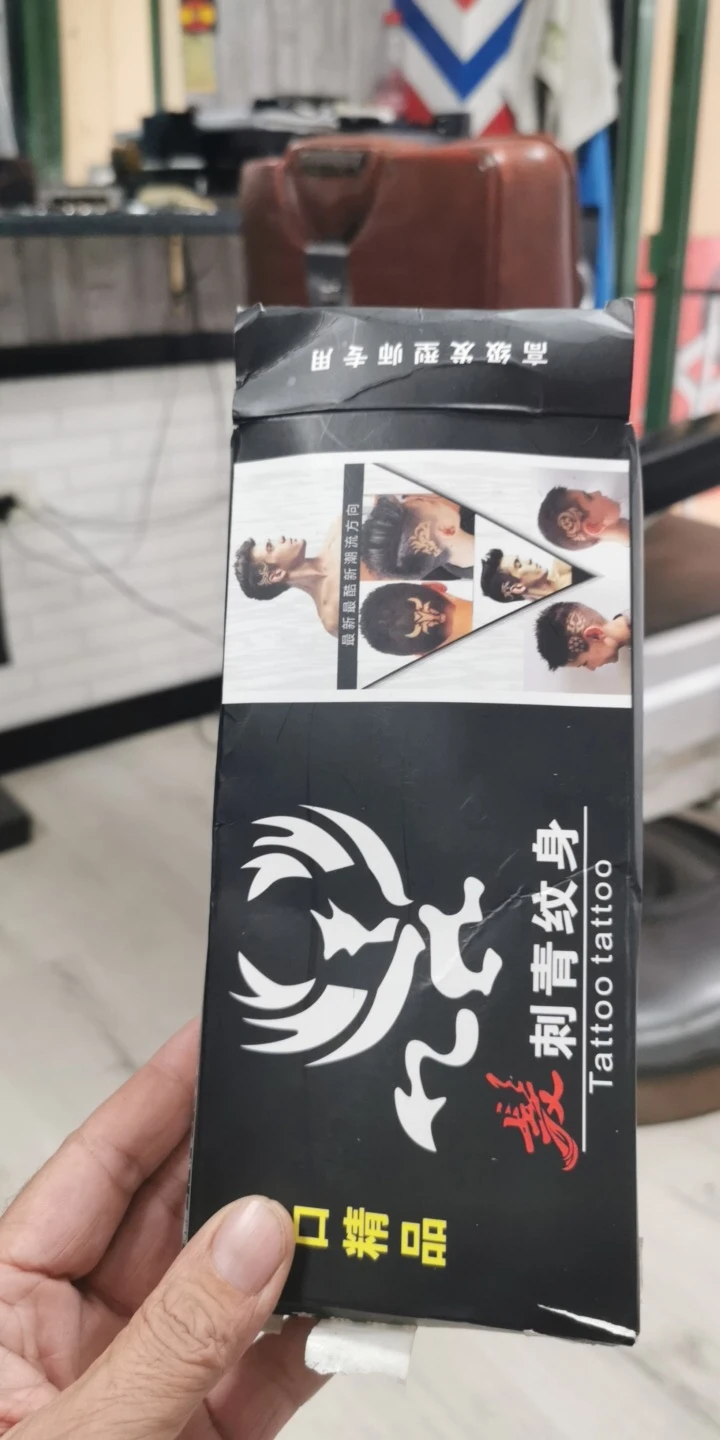 高级发型师专用
最新最酷新潮流方向
髮刺青纹身
Tattoo tattoo
口精品